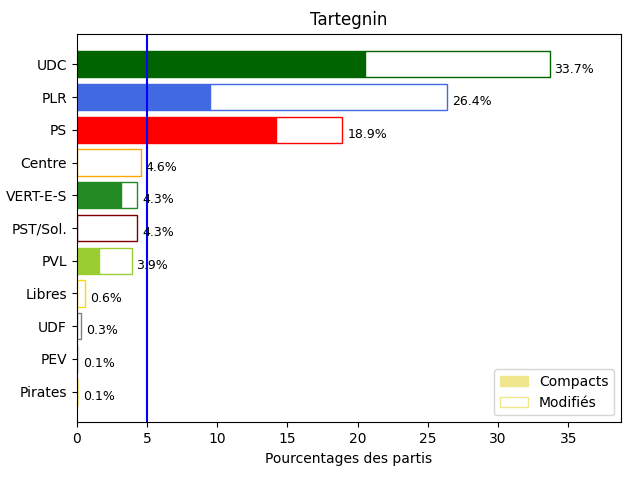 Tartegnin
UDC 33.7%
PLR 26.4%
PS 18.9%
Centre 4.6%
VERT-E-S 4.3%
PST/Sol. 4.3%
PVL 3.9%
Libres 0.6%
UDF 0.3%
PEV 0.1%
Pirates 0.1%
Compacts
Modifiés
0 5 10 15 20 25 30 35
Pourcentages des partis